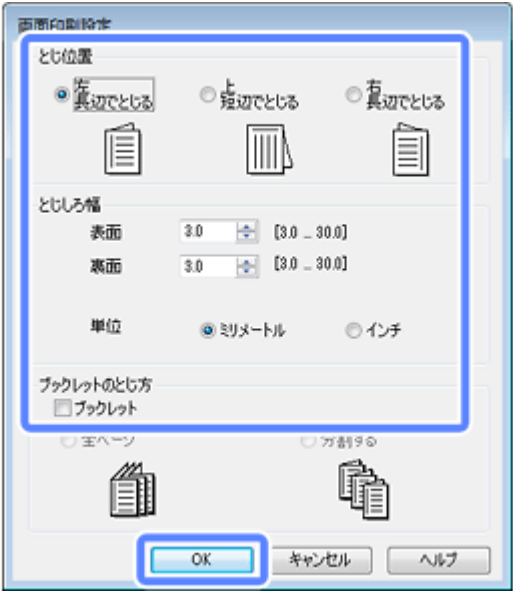 両面印刷設定
とじ位置
左
長辺でとじる
上
短辺でとじる
右
長辺でとじる
とじしろ幅
表面 3.0 [3.0 .. 30.0]
裏面 3.0 [3.0 .. 30.0]
単位 ミリメートル インチ
ブックレットのとじ方
ブックレット
全ページ 分割する
OK キャンセル ヘルプ